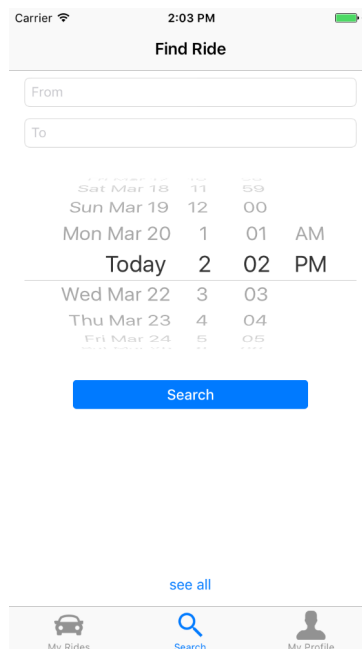 Carrier 2:03 PM
Find Ride
From
To
Sat Mar 18 11 59
Sun Mar 19 12 00
Mon Mar 20 1 01 AM
Today 2 02 PM
Wed Mar 22 3 03
Thu Mar 23 4 04
Fri Mar 24 5 05
Search
see all
My Rides Search My Profile